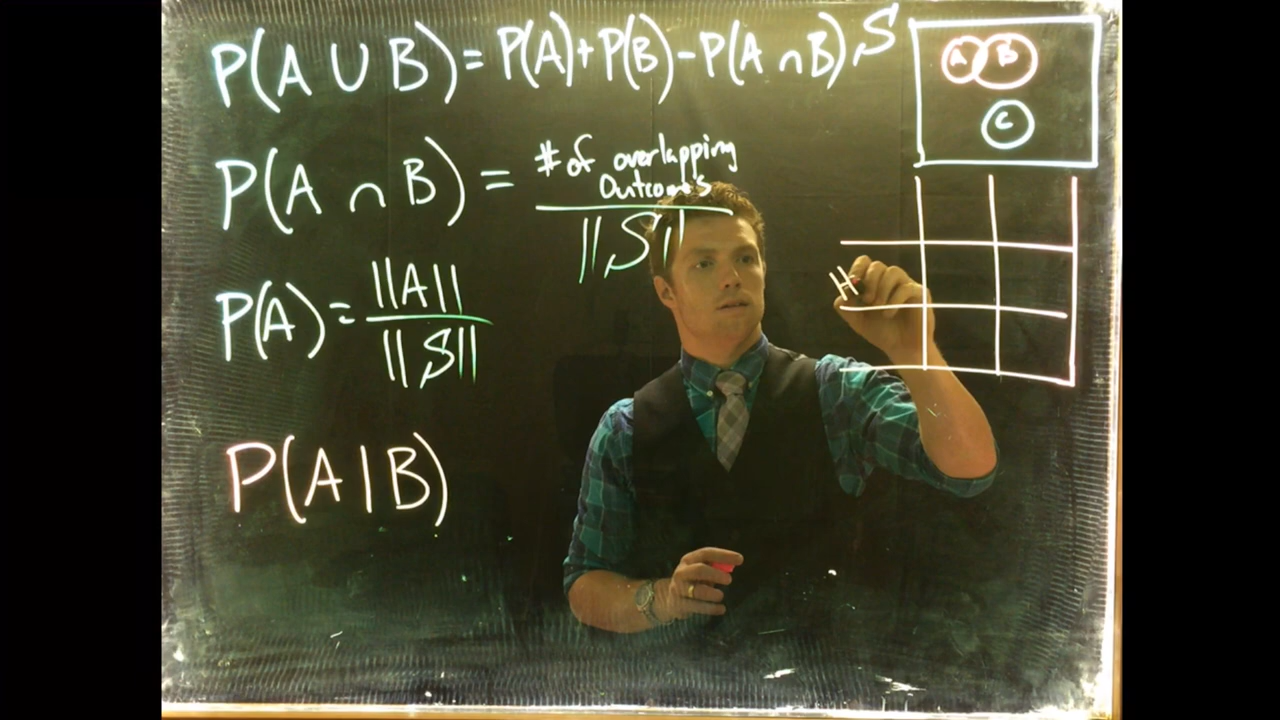 P(A ∪ B) = P(A) + P(B) - P(A ∩ B)
S
A B
C
P(A ∩ B) = # of overlapping
Outcomes
||S||
P(A) = ||A||
||S||
H
P(A | B)